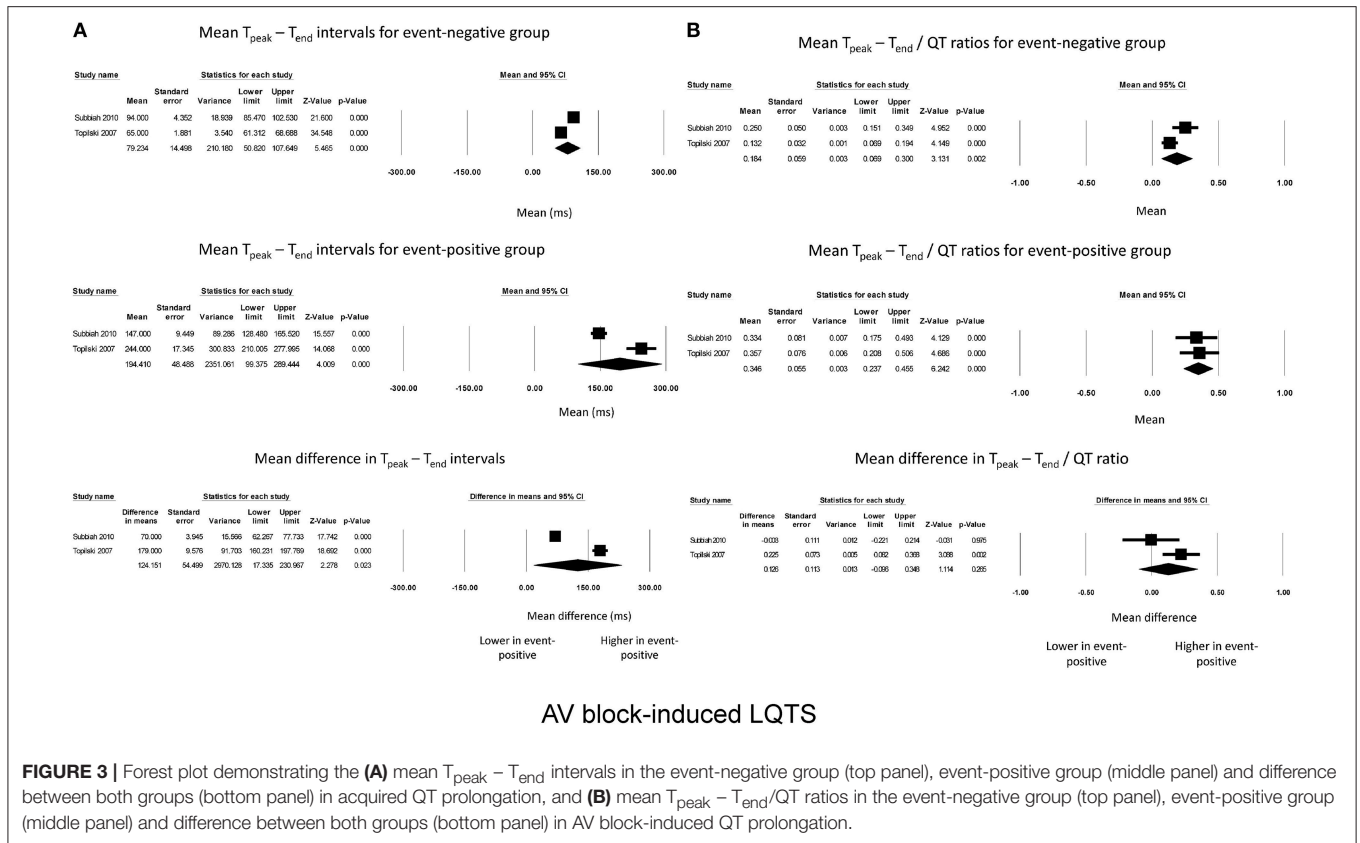 A
Mean Tpeak – Tend intervals for event-negative group
Study name Statistics for each study Mean and 95% CI
Mean Standard error Variance Lower limit Upper limit Z-Value p-Value
Subbiah 2010 94.000 4.352 18.939 85.470 102.530 21.600 0.000
Topilski 2007 65.000 1.881 3.540 61.312 68.688 34.548 0.000
79.234 14.498 210.180 50.820 107.649 5.465 0.000
-300.00 -150.00 0.00 150.00 300.00
Mean (ms)
Mean Tpeak – Tend intervals for event-positive group
Study name Statistics for each study Mean and 95% CI
Mean Standard error Variance Lower limit Upper limit Z-Value p-Value
Subbiah 2010 147.000 9.449 89.286 128.480 165.520 15.557 0.000
Topilski 2007 244.000 17.345 300.833 210.005 277.995 14.068 0.000
194.410 48.488 2351.061 99.375 289.444 4.009 0.000
-300.00 -150.00 0.00 150.00 300.00
Mean (ms)
Mean difference in Tpeak – Tend intervals
Study name Statistics for each study Difference in means and 95% CI
Difference in means Standard error Variance Lower limit Upper limit Z-Value p-Value
Subbiah 2010 70.000 3.945 15.566 62.267 77.733 17.742 0.000
Topilski 2007 179.000 9.576 91.703 160.231 197.769 18.692 0.000
124.151 54.499 2970.128 17.335 230.967 2.278 0.023
-300.00 -150.00 0.00 150.00 300.00
Mean difference (ms)
Lower in event-positive Higher in event-positive
B
Mean Tpeak – Tend / QT ratios for event-negative group
Study name Statistics for each study Mean and 95% CI
Mean Standard error Variance Lower limit Upper limit Z-Value p-Value
Subbiah 2010 0.250 0.050 0.003 0.151 0.349 4.952 0.000
Topilski 2007 0.132 0.032 0.001 0.069 0.194 4.149 0.000
0.184 0.059 0.003 0.069 0.300 3.131 0.002
-1.00 0.00 0.50 1.00
Mean
Mean Tpeak – Tend / QT ratios for event-positive group
Study name Statistics for each study Mean and 95% CI
Mean Standard error Variance Lower limit Upper limit Z-Value p-Value
Subbiah 2010 0.334 0.081 0.007 0.175 0.493 4.129 0.000
Topilski 2007 0.357 0.076 0.006 0.208 0.506 4.686 0.000
0.346 0.055 0.003 0.237 0.455 6.242 0.000
-1.00 0.00 0.50 1.00
Mean
Mean difference in Tpeak – Tend / QT ratio
Study name Statistics for each study Difference in means and 95% CI
Difference in means Standard error Variance Lower limit Upper limit Z-Value p-Value
Subbiah 2010 0.111 0.012 -0.221 0.214 -0.031 0.975
Topilski 2007 0.225 0.073 0.005 0.082 0.368 3.088 0.002
0.126 0.113 0.013 -0.096 0.348 1.114 0.265
-1.00 0.00 0.50 1.00
Mean difference
Lower in event-positive Higher in event-positive
AV block-induced LQTS
FIGURE 3 | Forest plot demonstrating the (A) mean Tpeak – Tend intervals in the event-negative group (top panel), event-positive group (middle panel) and difference
between both groups (bottom panel) in acquired QT prolongation, and (B) mean Tpeak – Tend/QT ratios in the event-negative group (top panel), event-positive group
(middle panel) and difference between both groups (bottom panel) in AV block-induced QT prolongation.